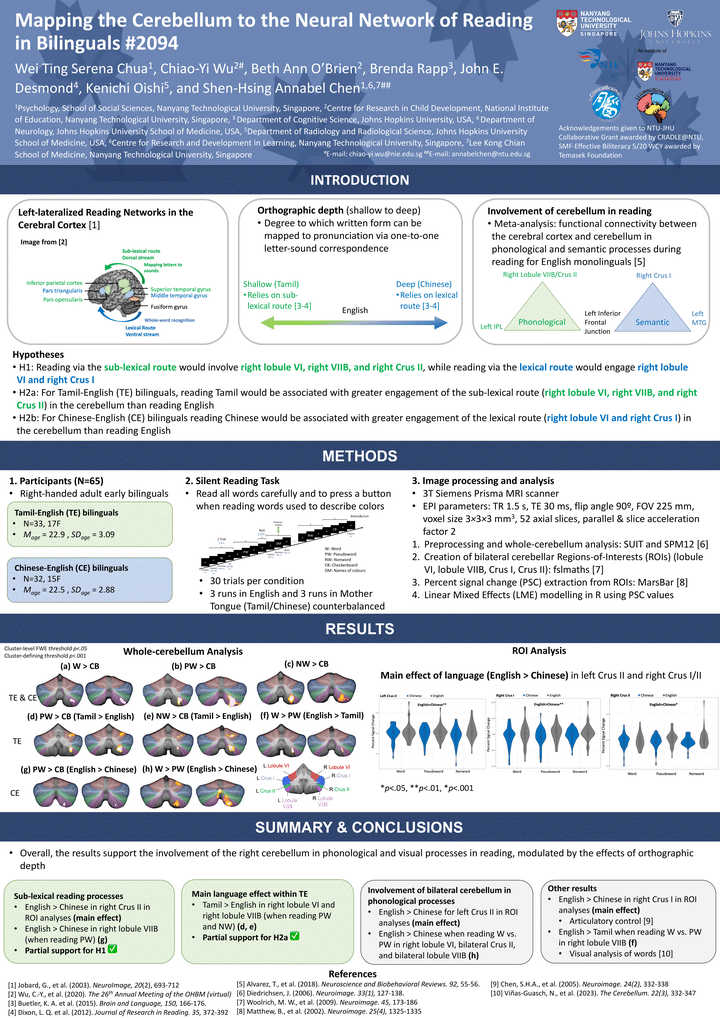 Mapping the Cerebellum to the Neural Network of Reading
in Bilinguals #2094
Wei Ting Serena Chua1, Chiao-Yi Wu2#, Beth Ann O’Brien2, Brenda Rapp3, John E.
Desmond4, Kenichi Oishi5, and Shen-Hsing Annabel Chen1,6,7##
1Psychology, School of Social Sciences, Nanyang Technological University, Singapore, 2Centre for Research in Child Development, National Institute
of Education, Nanyang Technological University, Singapore, 3 Department of Cognitive Science, Johns Hopkins University, USA, 4 Department of
Neurology, Johns Hopkins University School of Medicine, USA, 5Department of Radiology and Radiological Science, Johns Hopkins University
School of Medicine, USA, 6Centre for Research and Development in Learning, Nanyang Technological University, Singapore, 7Lee Kong Chian
School of Medicine, Nanyang Technological University, Singapore
#E-mail: chiao-yi.wu@nie.edu.sg ##E-mail: annabelchen@ntu.edu.sg
NANYANG
TECHNOLOGICAL
UNIVERSITY
SINGAPORE
JOHNS HOPKINS
UNIVERSITY
An Institute of
NANYANG
TECHNOLOGICAL
UNIVERSITY
Acknowledgements given to NTU-JHU
Collaborative Grant awarded by CRADLE@NTU,
SMF-Effective Biliteracy 5/20 WCY awarded by
Temasek Foundation
INTRODUCTION
Left-lateralized Reading Networks in the
Cerebral Cortex [1]
Image from [2]
Sub-lexical route
Dorsal stream
Mapping letters to
sounds
Inferior parietal cortex
Pars triangularis
Pars opercularis
Superior temporal gyrus
Middle temporal gyrus
Fusiform gyrus
Whole-word recognition
Lexical Route
Ventral stream
Orthographic depth (shallow to deep)
• Degree to which written form can be
mapped to pronunciation via one-to-one
letter-sound correspondence
Shallow (Tamil)
•Relies on sub-
lexical route [3-4]
English
Deep (Chinese)
•Relies on lexical
route [3-4]
Involvement of cerebellum in reading
• Meta-analysis: functional connectivity between
the cerebral cortex and cerebellum in
phonological and semantic processes during
reading for English monolinguals [5]
Right Lobule VIIB/Crus II
Right Crus I
Left IPL
Phonological
Left Inferior
Frontal
Junction
Semantic
Left
MTG
Hypotheses
• H1: Reading via the sub-lexical route would involve right lobule VI, right VIIB, and right Crus II, while reading via the lexical route would engage right lobule
VI and right Crus I
• H2a: For Tamil-English (TE) bilinguals, reading Tamil would be associated with greater engagement of the sub-lexical route (right lobule VI, right VIIB, and right
Crus II) in the cerebellum than reading English
• H2b: For Chinese-English (CE) bilinguals reading Chinese would be associated with greater engagement of the lexical route (right lobule VI and right Crus I) in
the cerebellum than reading English
METHODS
1. Participants (N=65)
• Right-handed adult early bilinguals
Tamil-English (TE) bilinguals
• N=33, 17F
• Mage = 22.9 , SDage = 3.09
Chinese-English (CE) bilinguals
• N=32, 15F
• Mage = 22.5 , SDage = 2.88
2. Silent Reading Task
• Read all words carefully and to press a button
when reading words used to describe colors
W: Word
PW: Pseudoword
NW: Nonword
CB: Checkerboard
DM: Names of colours
• 30 trials per condition
• 3 runs in English and 3 runs in Mother
Tongue (Tamil/Chinese) counterbalanced
3. Image processing and analysis
• 3T Siemens Prisma MRI scanner
• EPI parameters: TR 1.5 s, TE 30 ms, flip angle 90º, FOV 225 mm,
voxel size 3×3×3 mm3, 52 axial slices, parallel & slice acceleration
factor 2
1. Preprocessing and whole-cerebellum analysis: SUIT and SPM12 [6]
2. Creation of bilateral cerebellar Regions-of-Interest (ROIs) (lobule
VI, lobule VIIB, Crus I, Crus II): fslmaths [7]
3. Percent signal change (PSC) extraction from ROIs: MarsBar [8]
4. Linear Mixed Effects (LME) modelling in R using PSC values
RESULTS
Cluster-level FWE threshold p<.05
Cluster-defining threshold p<.001
Whole-cerebellum Analysis
(a) W > CB
(b) PW > CB
(c) NW > CB
TE & CE
(d) PW > CB (Tamil > English)
(e) NW > CB (Tamil > English)
(f) W > PW (English > Tamil)
TE
(g) PW > CB (English > Chinese)
(h) W > PW (English > Chinese)
CE
L Lobule VI
R Lobule VI
L Crus I
R Crus I
L Crus II
R Crus II
L Lobule
VIIB
R Lobule
VIIB
ROI Analysis
Main effect of language (English > Chinese) in left Crus II and right Crus I/II
Left Crus II
Chinese
English
English>Chinese**
Percent Signal Change
Word
Pseudoword
Nonword
Right Crus I
Chinese
English
English>Chinese**
Percent Signal Change
Word
Pseudoword
Nonword
Right Crus II
Chinese
English
English>Chinese*
Percent Signal Change
Word
Pseudoword
Nonword
*p<.05, **p<.01, *p<.001
SUMMARY & CONCLUSIONS
• Overall, the results support the involvement of the right cerebellum in phonological and visual processes in reading, modulated by the effects of orthographic
depth
Sub-lexical reading processes
• English > Chinese in right Crus II in
ROI analyses (main effect)
• English > Chinese in right lobule VIIB
(when reading PW) (g)
• Partial support for H1 ✅
Main language effect within TE
• Tamil > English in right lobule VI and
right lobule VIIB (when reading PW
and NW) (d, e)
• Partial support for H2a ✅
Involvement of bilateral cerebellum in
phonological processes
• English > Chinese for left Crus II in ROI
analyses (main effect)
• English > Chinese when reading W vs.
PW in right lobule VI, bilateral Crus II,
and bilateral lobule VIIB (h)
Other results
• English > Chinese in right Crus I in ROI
analyses (main effect)
• Articulatory control [9]
• English > Tamil when reading W vs. PW
in right lobule VIIB (f)
• Visual analysis of words [10]
References
[1] Jobard, G., et al. (2003). NeuroImage, 20(2), 693-712
[2] Wu, C.-Y., et al. (2020). The 26th Annual Meeting of the OHBM (virtual)
[3] Buetler, K. A. et al. (2015). Brain and Language, 150, 166-176.
[4] Dixon, L. Q. et al. (2012). Journal of Research in Reading. 35, 372-392
[5] Alvarez, T., et al. (2018). Neuroscience and Biobehavioral Reviews. 92, 55-56.
[6] Diedrichsen, J. (2006). Neuroimage. 33(1), 127-138.
[7] Woolrich, M. W., et al. (2009). Neuroimage. 45, 173-186
[8] Matthew, B., et al. (2002). Neuroimage. 25(4), 1325-1335
[9] Chen, S.H.A., et al. (2005). Neuroimage. 24(2), 332-338
[10] Viñas-Guasch, N., et al. (2023). The Cerebellum. 22(3), 332-347